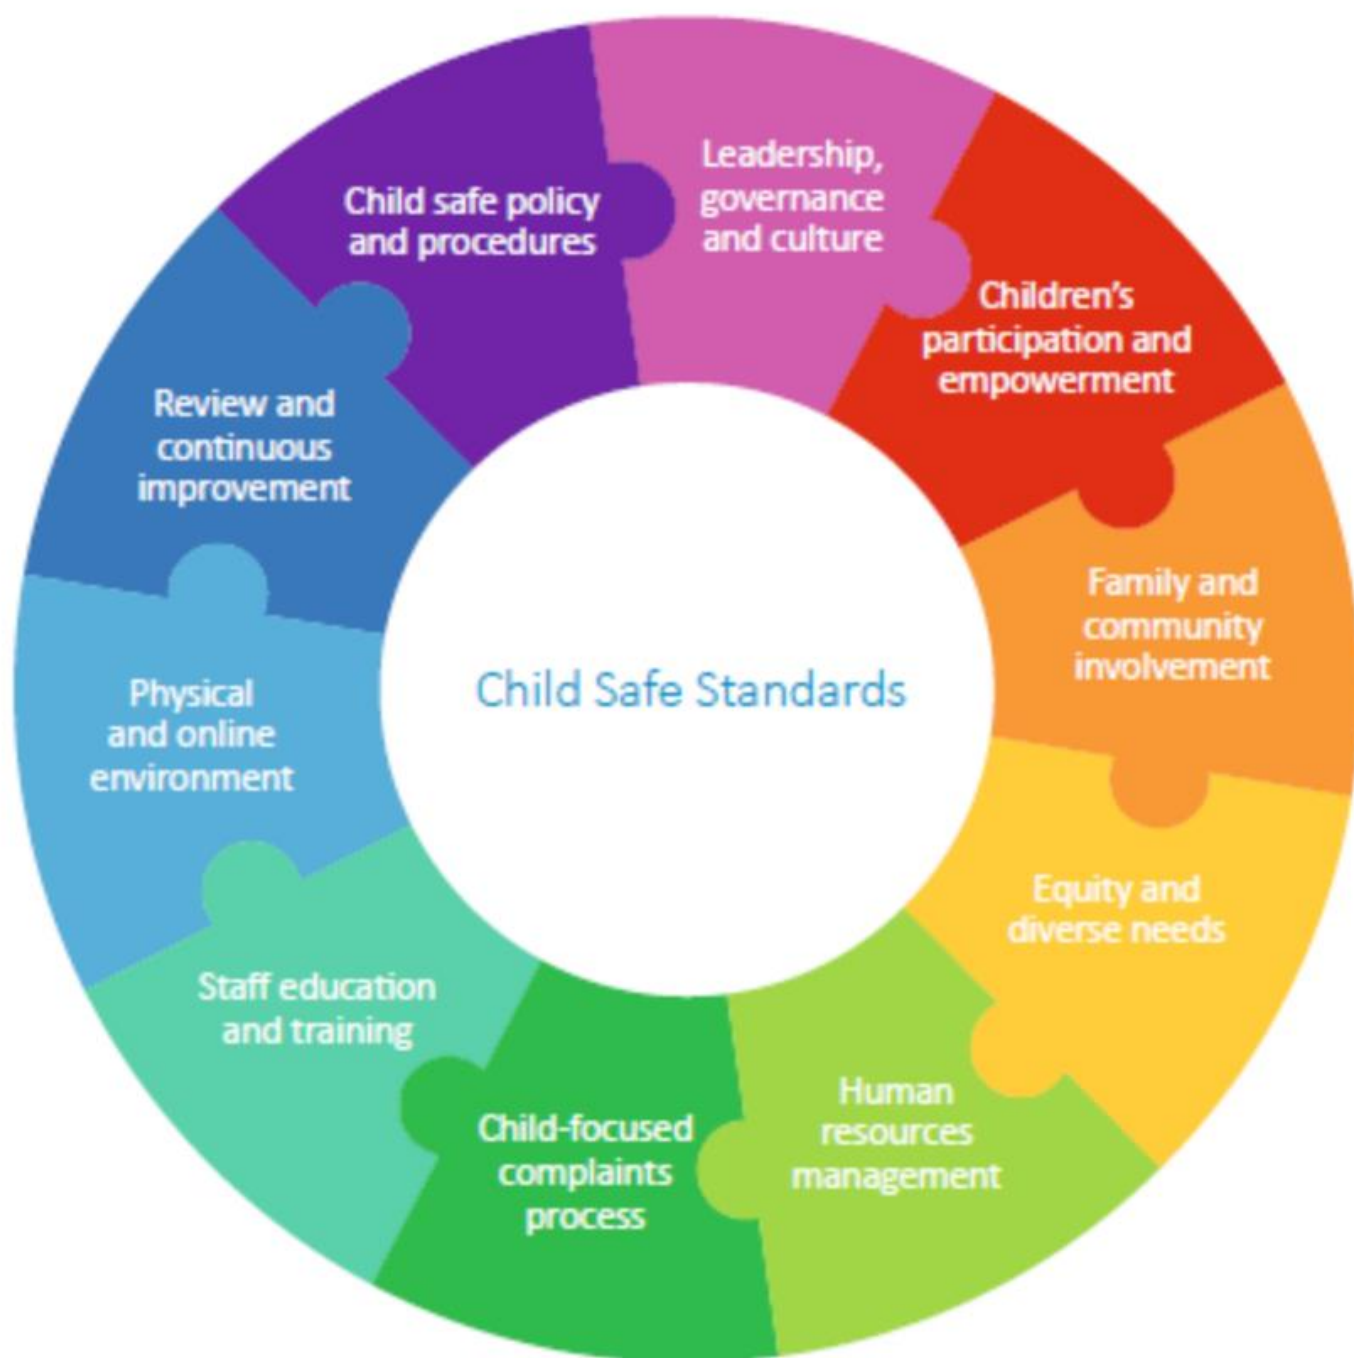 Leadership,
governance
and culture
Children’s
participation and
empowerment
Family and
community
involvement
Equity and
diverse needs
Human
resources
management
Child-focused
complaints
process
Staff education
and training
Physical
and online
environment
Review and
continuous
improvement
Child safe policy
and procedures
Child Safe Standards